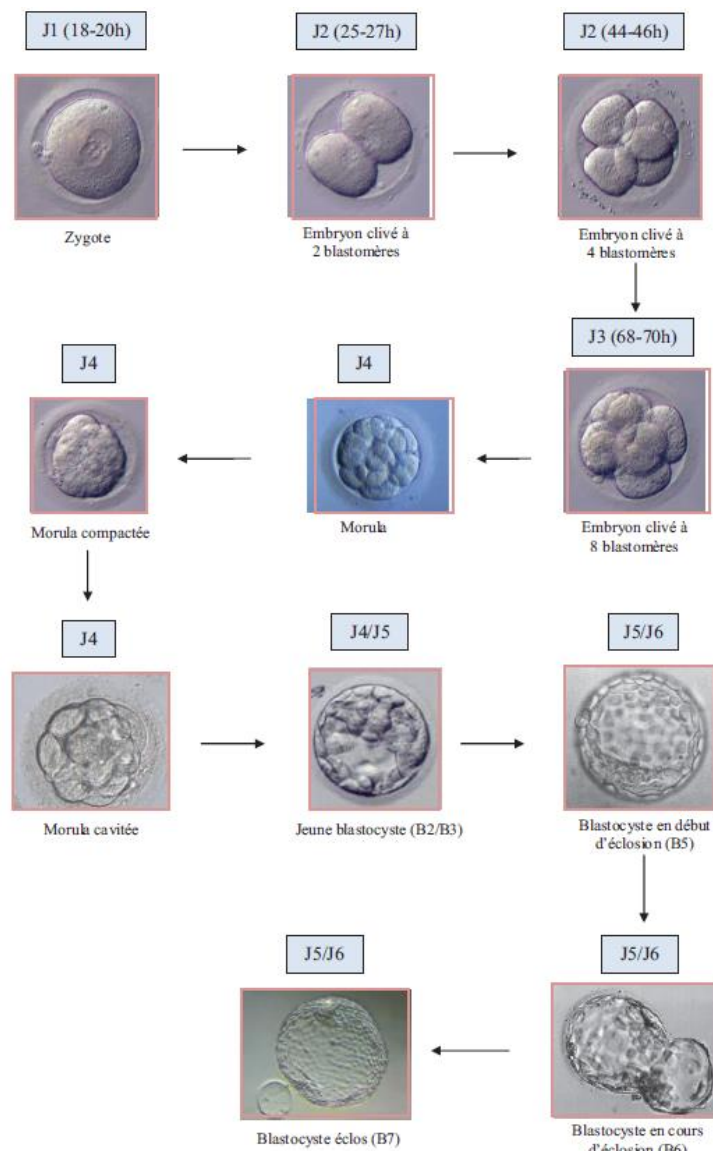 J1 (18-20h)
J2 (25-27h)
J2 (44-46h)
Zygote
Embryon clivé à
2 blastomères
Embryon clivé à
4 blastomères
J3 (68-70h)
J4
J4
Morula compactée
Morula
Embryon clivé à
8 blastomères
J4
J4/J5
J5/J6
Morula cavitée
Jeune blastocyste (B2/B3)
Blastocyste en début
d'éclosion (B5)
J5/J6
J5/J6
Blastocyste éclos (B7)
Blastocyste en cours
d'éclosion (B6)